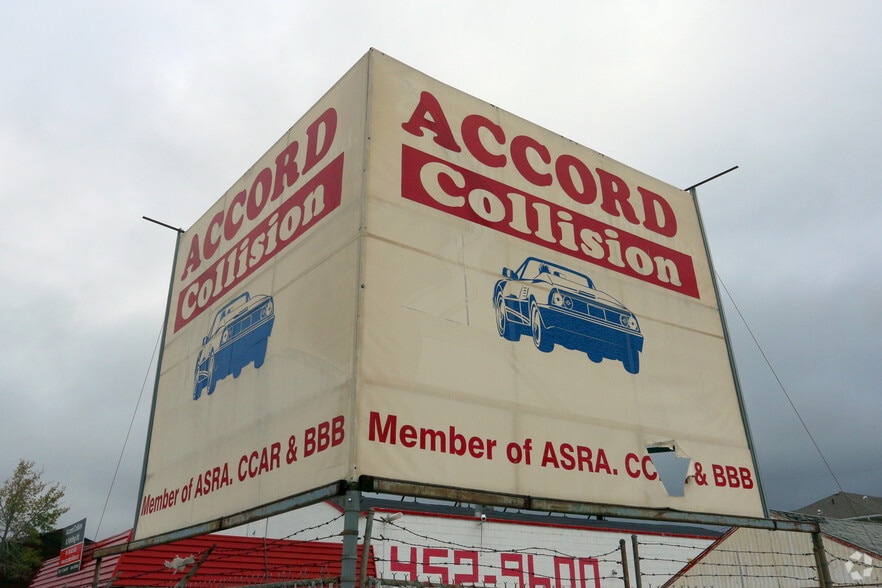 ACCORD
Collision
Member of ASRA. CCAR & BBB
ACCORD
Collision
Member of ASRA. CC & BBB
452-9600